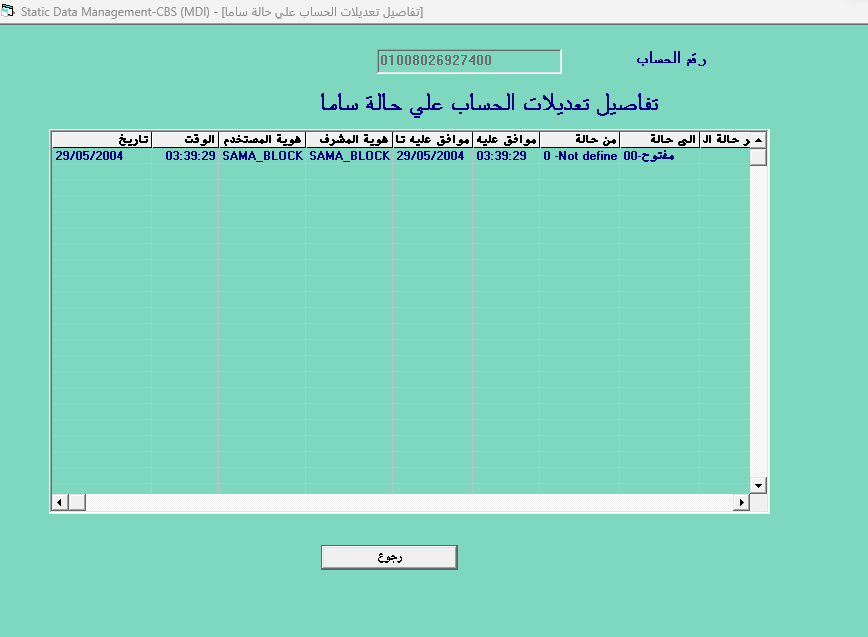 Static Data Management-CBS (MDI) - [تفاصيل تعديلات الحساب علي حالة ساما]
رقم الحساب 01008026927400
تفاصيل تعديلات الحساب علي حالة ساما
تاريخ الوقت هوية المستخدم هوية المشرف موافق عليه تا موافق عليه من حالة الى حالة ر حالة ال
29/05/2004 03:39:29 SAMA_BLOCK SAMA_BLOCK 29/05/2004 03:39:29 0 -Not define 00-مفتوح
رجوع